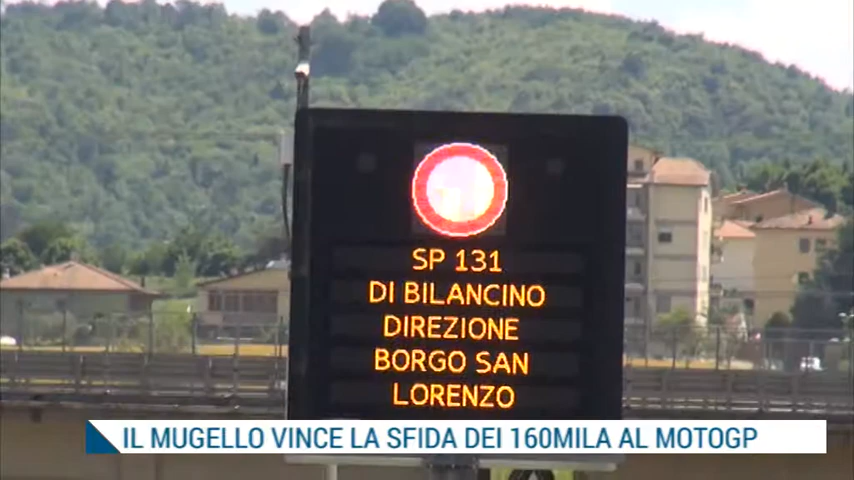 SP 131
DI BILANCINO
DIREZIONE
BORGO SAN
LORENZO
IL MUGELLO VINCE LA SFIDA DEI 160MILA AL MOTOGP